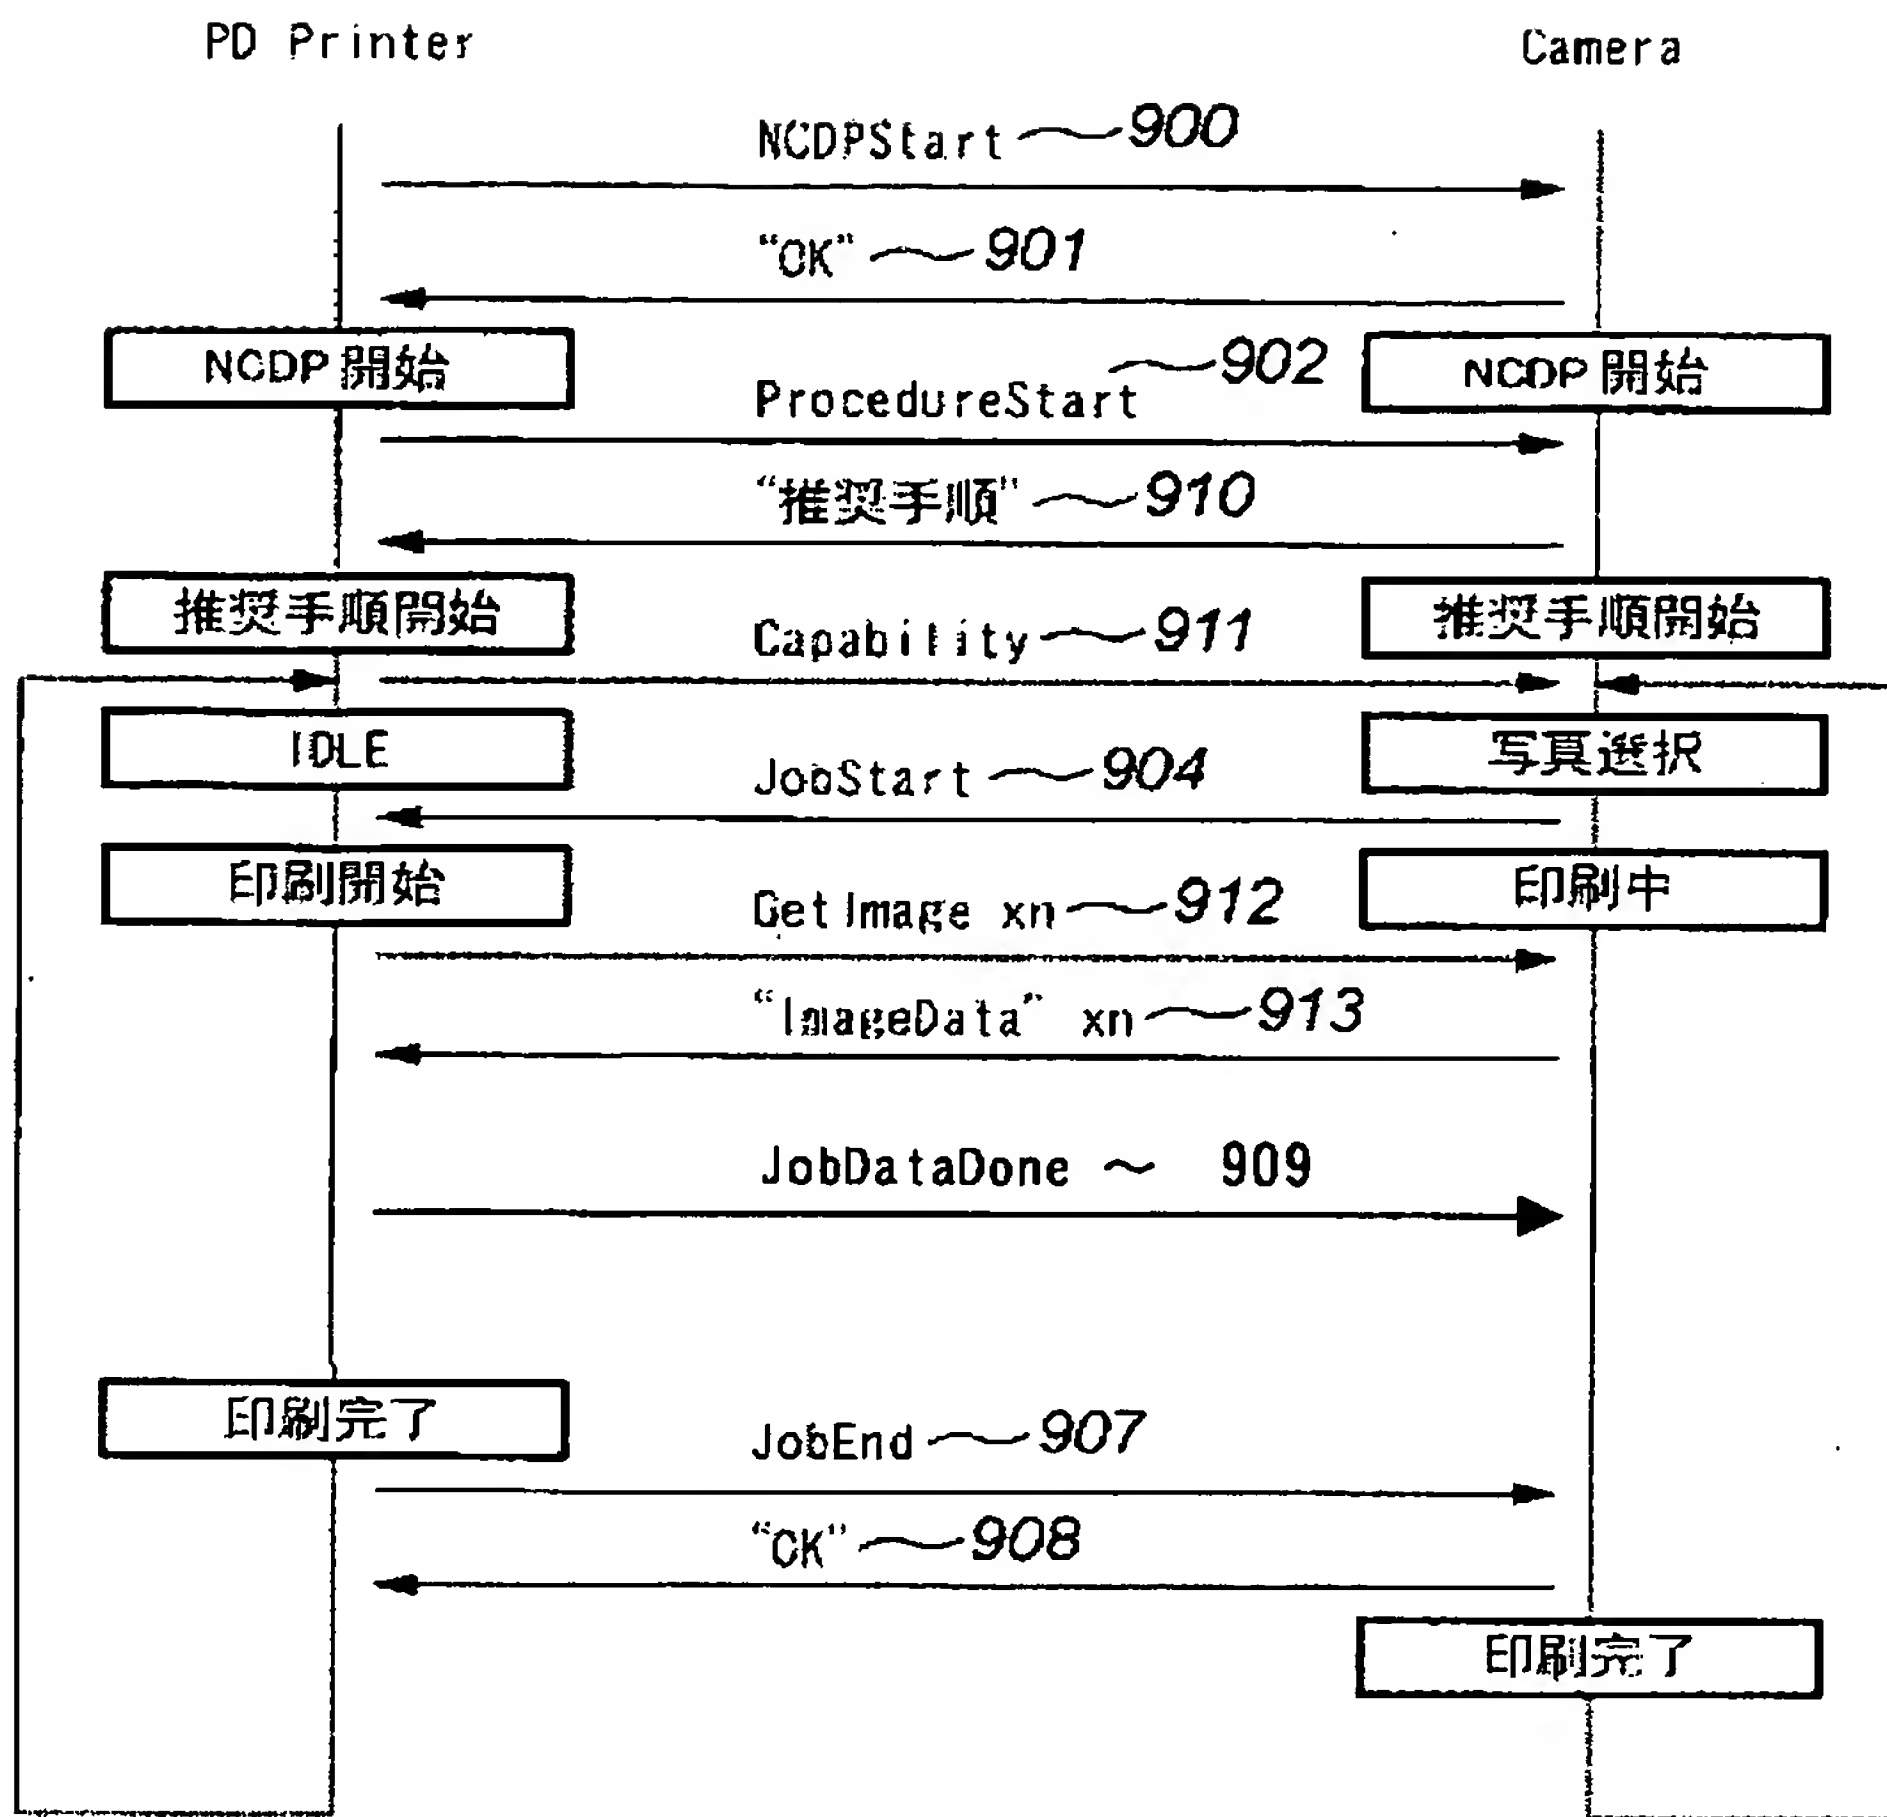 PD Printer
Camera
NCDPStart 900
"OK" 901
NCDP 開始
ProcedureStart 902
NCDP 開始
"推奨手順" 910
推奨手順開始
Capability 911
推奨手順開始
IDLE
JobStart 904
写真選択
印刷開始
GetImage xn 912
印刷中
"ImageData" xn 913
JobDataDone ~ 909
印刷完了
JobEnd 907
"OK" 908
印刷完了